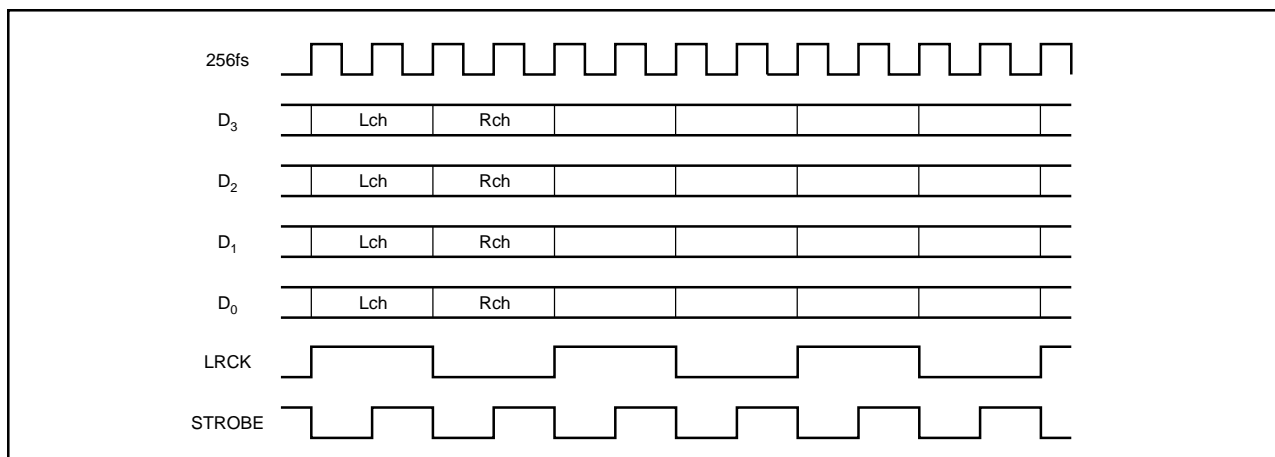 256fs
D3 Lch Rch
D2 Lch Rch
D1 Lch Rch
D0 Lch Rch
LRCK
STROBE